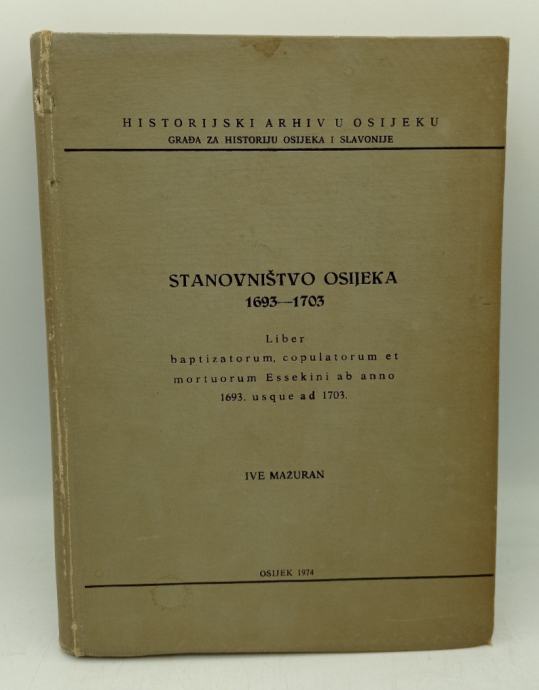 HISTORIJSKI ARHIV U OSIJEKU
GRAĐA ZA HISTORIJU OSIJEKA I SLAVONIJE
STANOVNIŠTVO OSIJEKA
1693—1703
Liber
baptizatorum, copulatorum et
mortuorum Essekini ab anno
1693. usque ad 1703.
IVE MAŽURAN
OSIJEK 1974